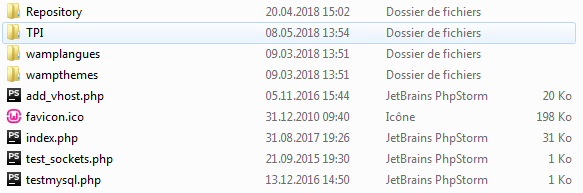 Repository 20.04.2018 15:02 Dossier de fichiers
TPI 08.05.2018 13:54 Dossier de fichiers
wamplangues 09.03.2018 13:51 Dossier de fichiers
wampthemes 09.03.2018 13:51 Dossier de fichiers
PS add_vhost.php 05.11.2016 15:44 JetBrains PhpStorm 20 Ko
favicon.ico 31.12.2010 09:40 Icône 198 Ko
PS index.php 31.08.2017 19:26 JetBrains PhpStorm 31 Ko
PS test_sockets.php 21.09.2015 19:30 JetBrains PhpStorm 1 Ko
PS testmysql.php 13.12.2016 14:50 JetBrains PhpStorm 1 Ko